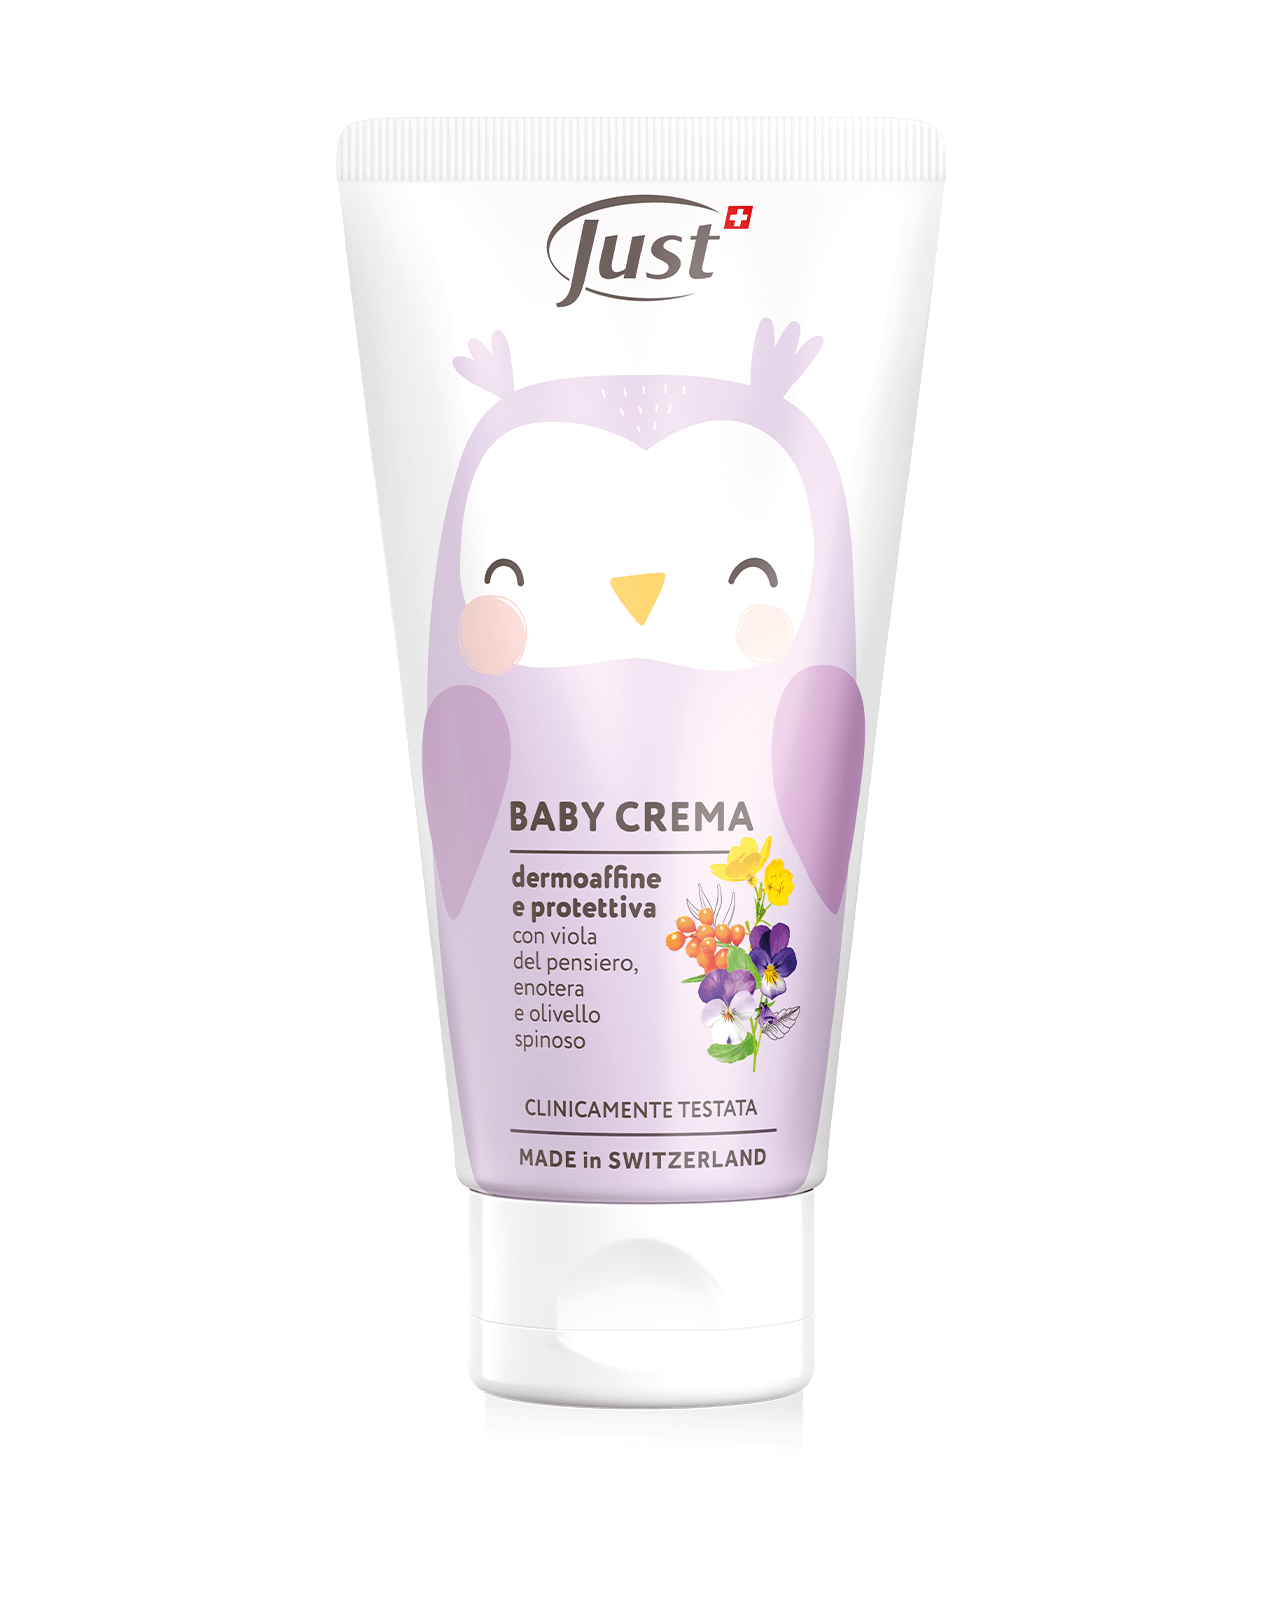 Just
BABY CREMA
dermoaffine
e protettiva
con viola
del pensiero,
enotera
e olivello
spinoso
CLINICAMENTE TESTATA
MADE in SWITZERLAND